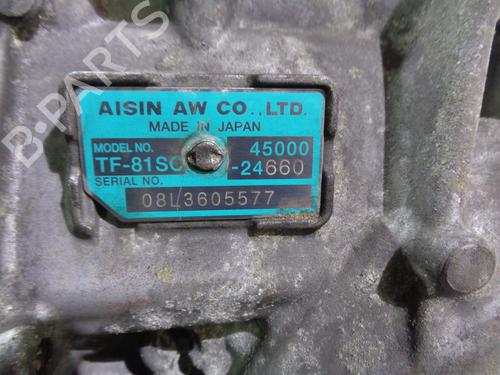 B-PARTS
AISIN AW CO.,LTD.
MADE IN JAPAN
MODEL NO. 45000
TF-81SC -24660
SERIAL NO.
08L3605577